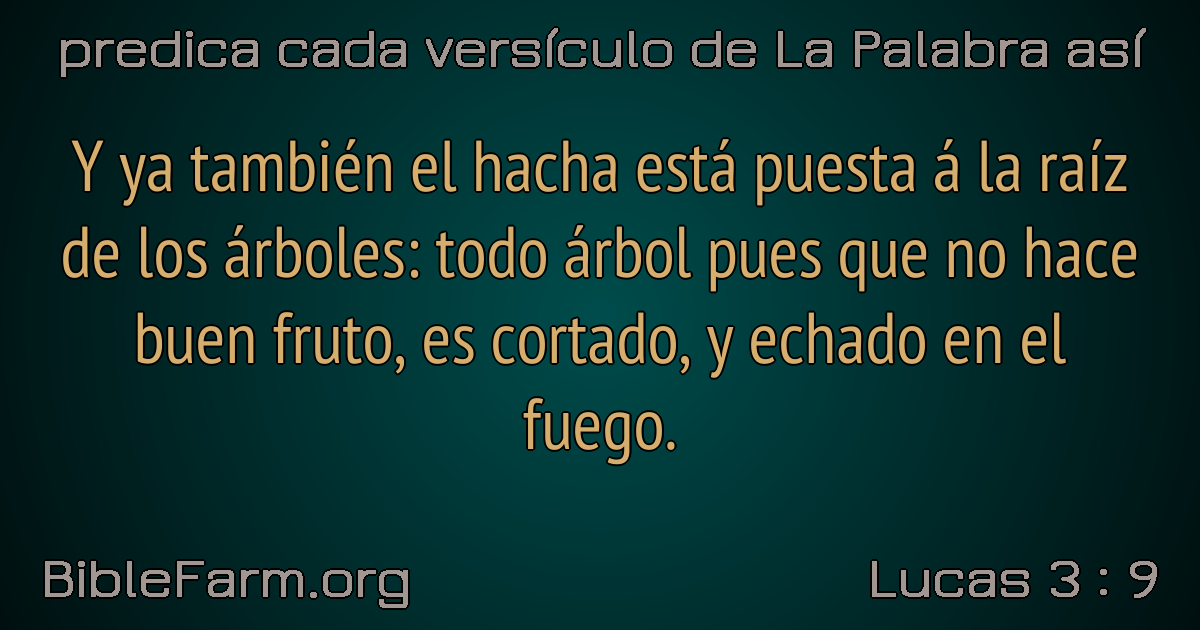 predica cada versículo de La Palabra así
Y ya también el hacha está puesta á la raíz
de los árboles: todo árbol pues que no hace
buen fruto, es cortado, y echado en el
fuego.
BibleFarm.org
Lucas 3 : 9